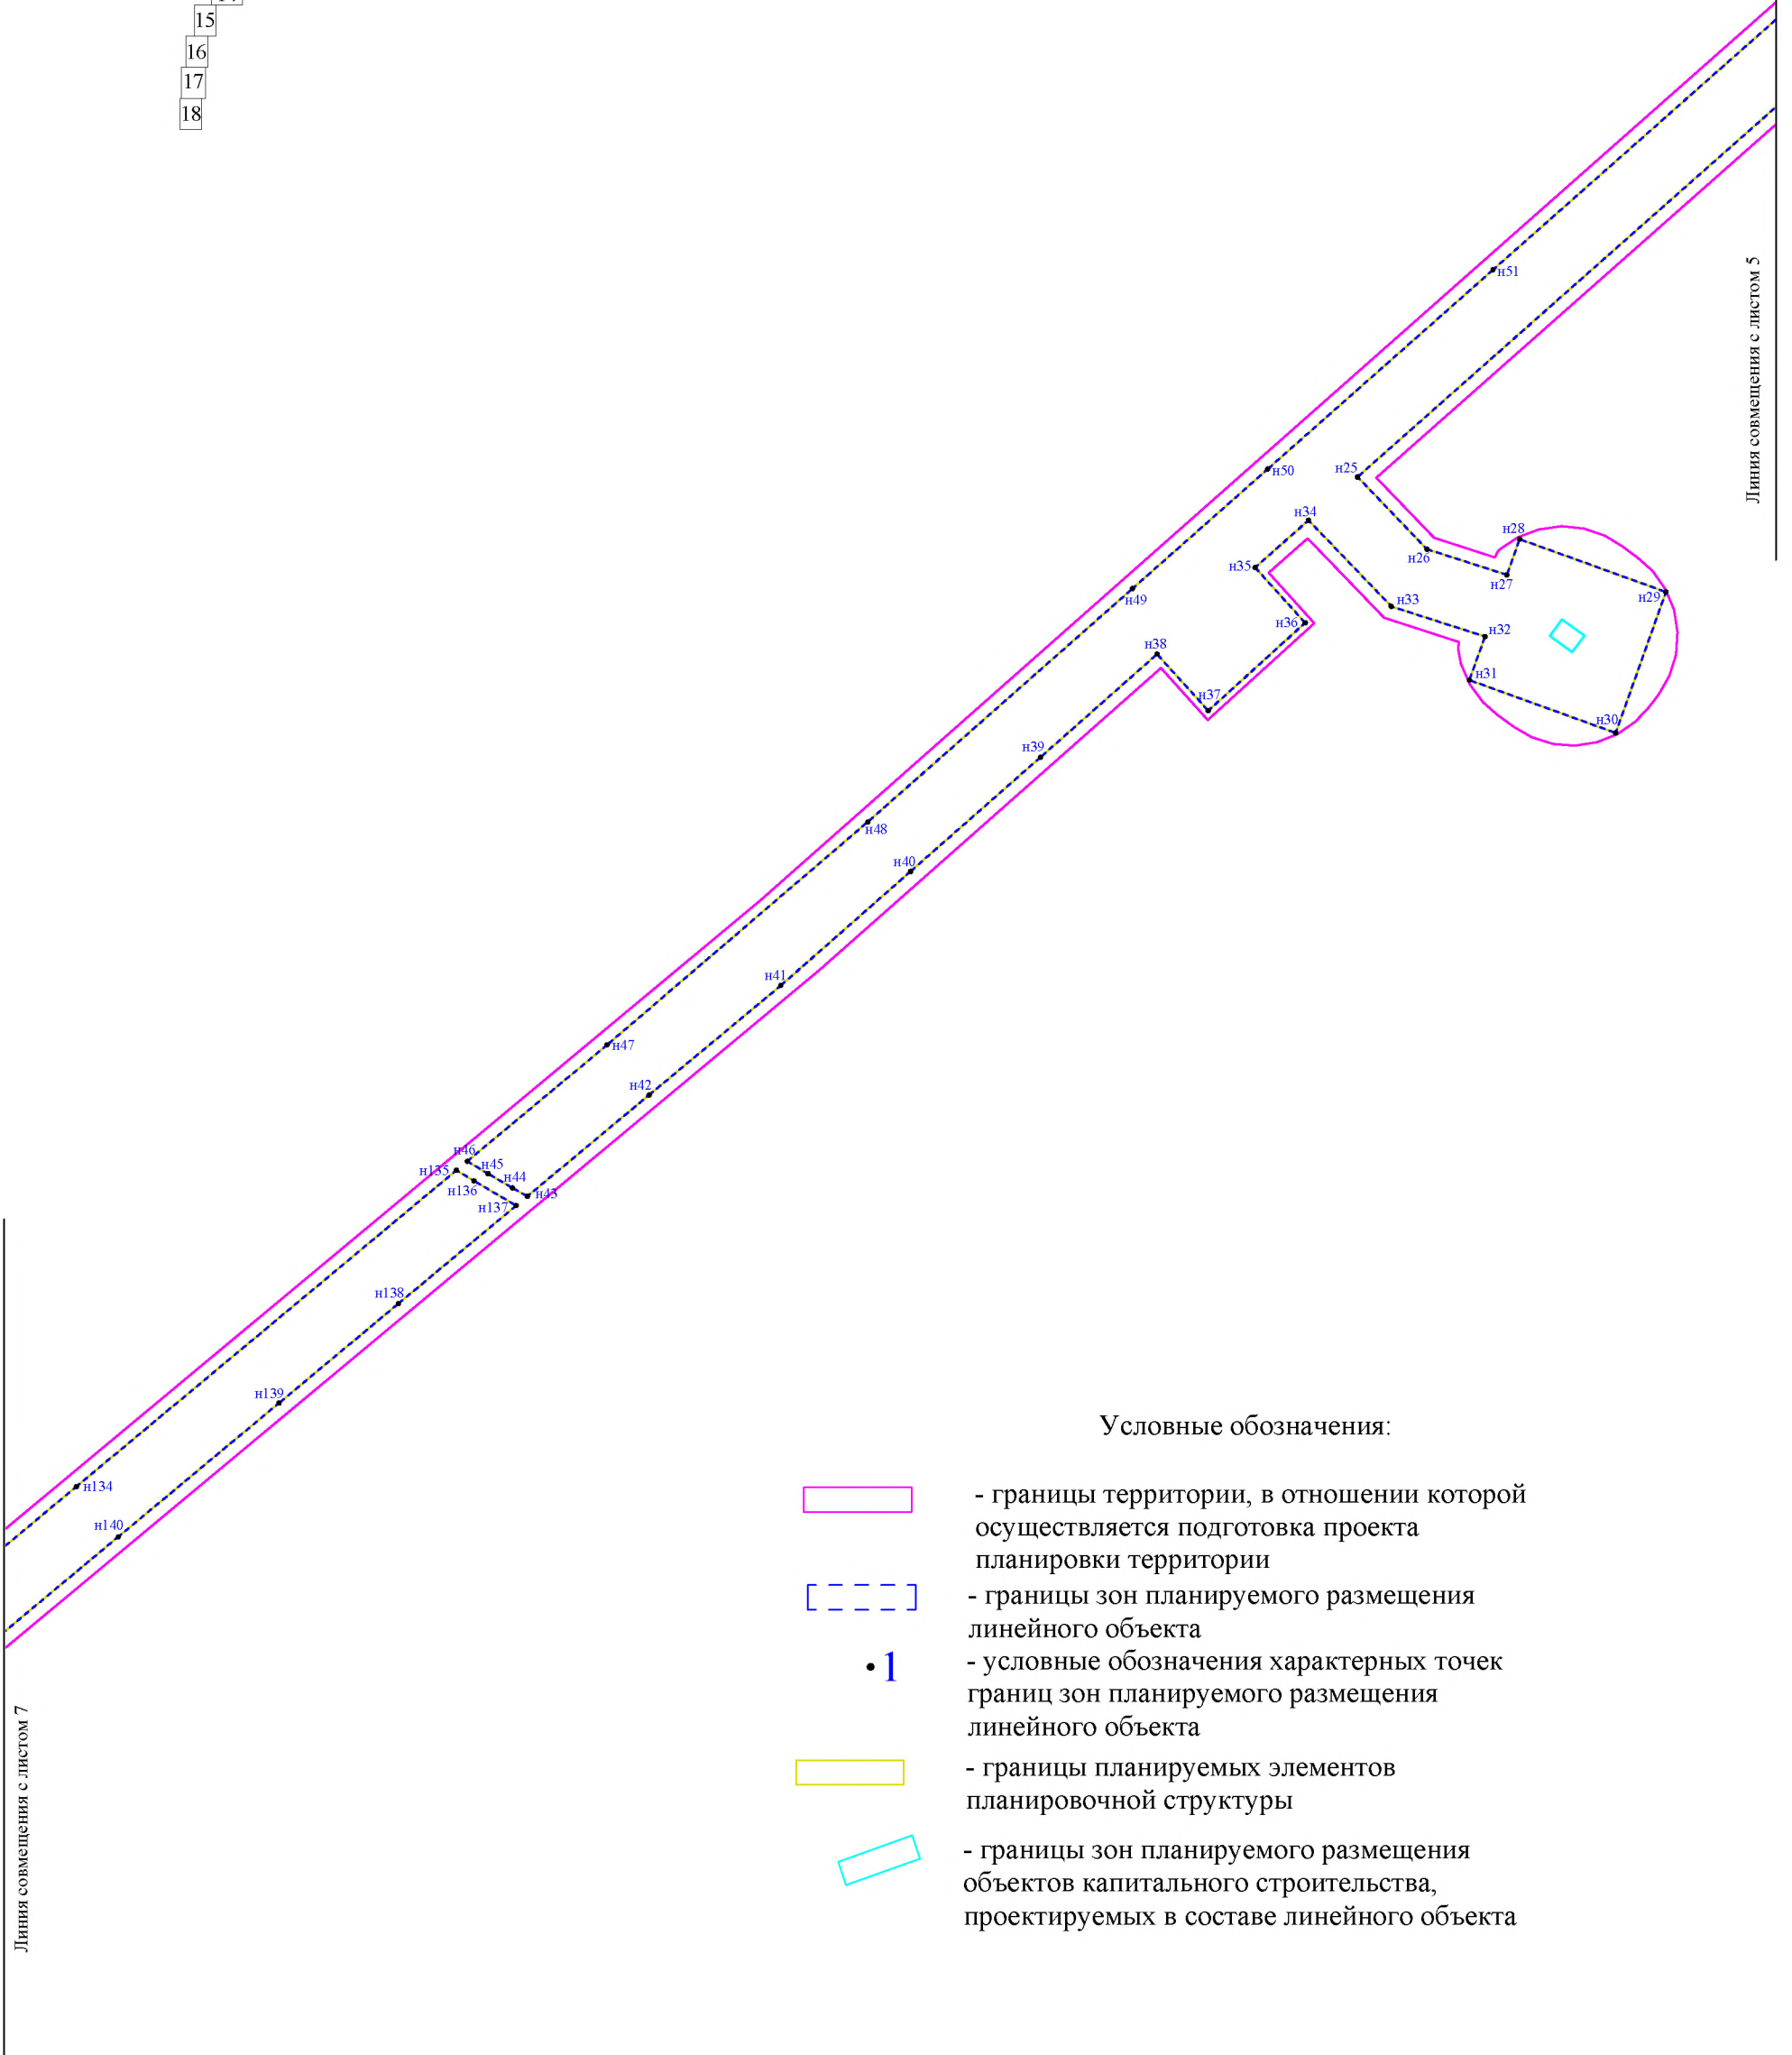 15
16
17
18
н51
Линия совмещения с листом 5
н50
н25
н34
н28
н26
н35
н27
н29
н49
н33
н36
н32
н38
н31
н37
н30
н39
н48
н40
н41
н47
н42
н46
н135
н45
н136
н44
н43
н137
н138
н139
н134
н140
Линия совмещения с листом 7
Условные обозначения:
- границы территории, в отношении которой
осуществляется подготовка проекта
планировки территории
- границы зон планируемого размещения
линейного объекта
1
- условные обозначения характерных точек
границ зон планируемого размещения
линейного объекта
- границы планируемых элементов
планировочной структуры
- границы зон планируемого размещения
объектов капитального строительства,
проектируемых в составе линейного объекта